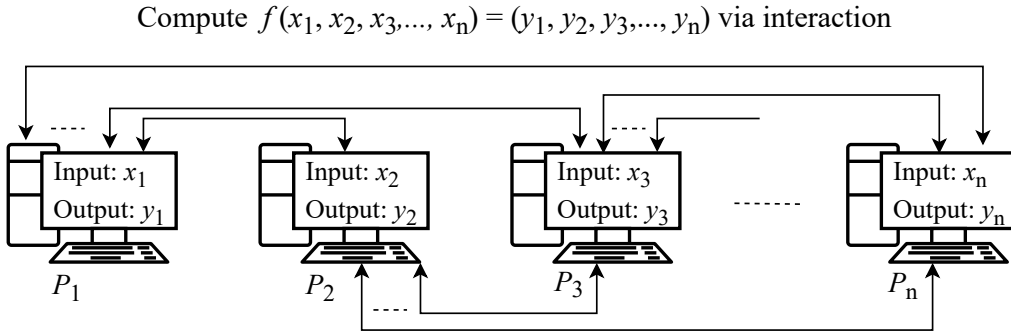 Compute f(x₁, x₂, x₃,..., xₙ) = (y₁, y₂, y₃,..., yₙ) via interaction
Input: x₁
Output: y₁
P₁
Input: x₂
Output: y₂
P₂
Input: x₃
Output: y₃
P₃
Input: xₙ
Output: yₙ
Pₙ